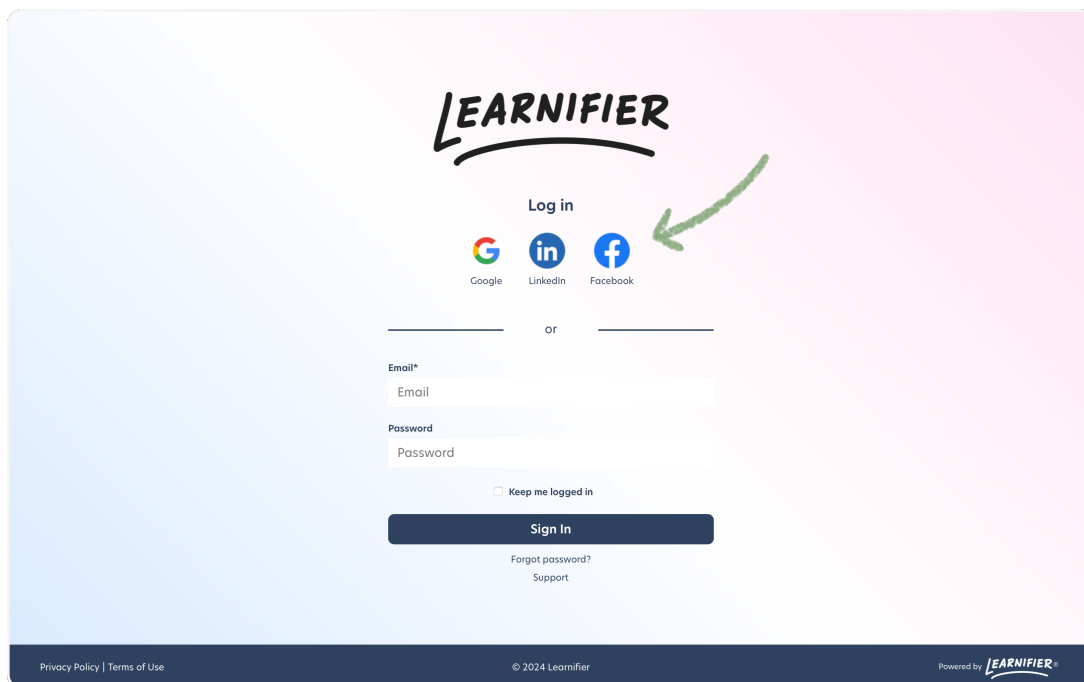 LEARNIFIER
Log in
Google LinkedIn Facebook
or
Email*
Email
Password
Password
Keep me logged in
Sign In
Forgot password?
Support
Privacy Policy | Terms of Use © 2024 Learnifier Powered by LEARNIFIER®